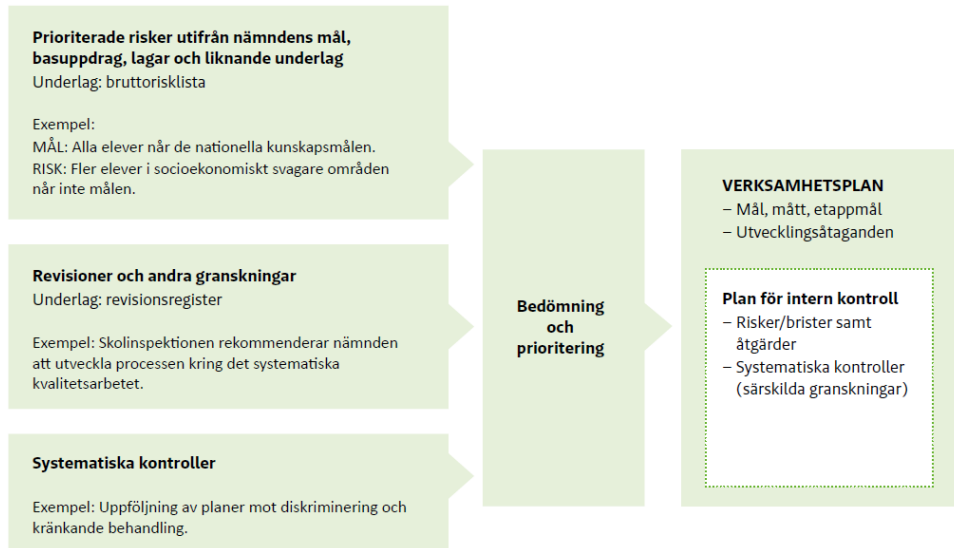 Prioriterade risker utifrån nämndens mål,
basuppdrag, lagar och liknande underlag
Underlag: bruttorisklista
Exempel:
MÅL: Alla elever når de nationella kunskapsmålen.
RISK: Fler elever i socioekonomiskt svagare områden
når inte målen.
Revisioner och andra granskningar
Underlag: revisionsregister
Exempel: Skolinspektionen rekommenderar nämnden
att utveckla processen kring det systematiska
kvalitetsarbetet.
Systematiska kontroller
Exempel: Uppföljning av planer mot diskriminering och
kränkande behandling.
Bedömning
och
prioritering
VERKSAMHETSPLAN
– Mål, mått, etappmål
– Utvecklingsåtaganden
Plan för intern kontroll
– Risker/brister samt
åtgärder
– Systematiska kontroller
(särskilda granskningar)